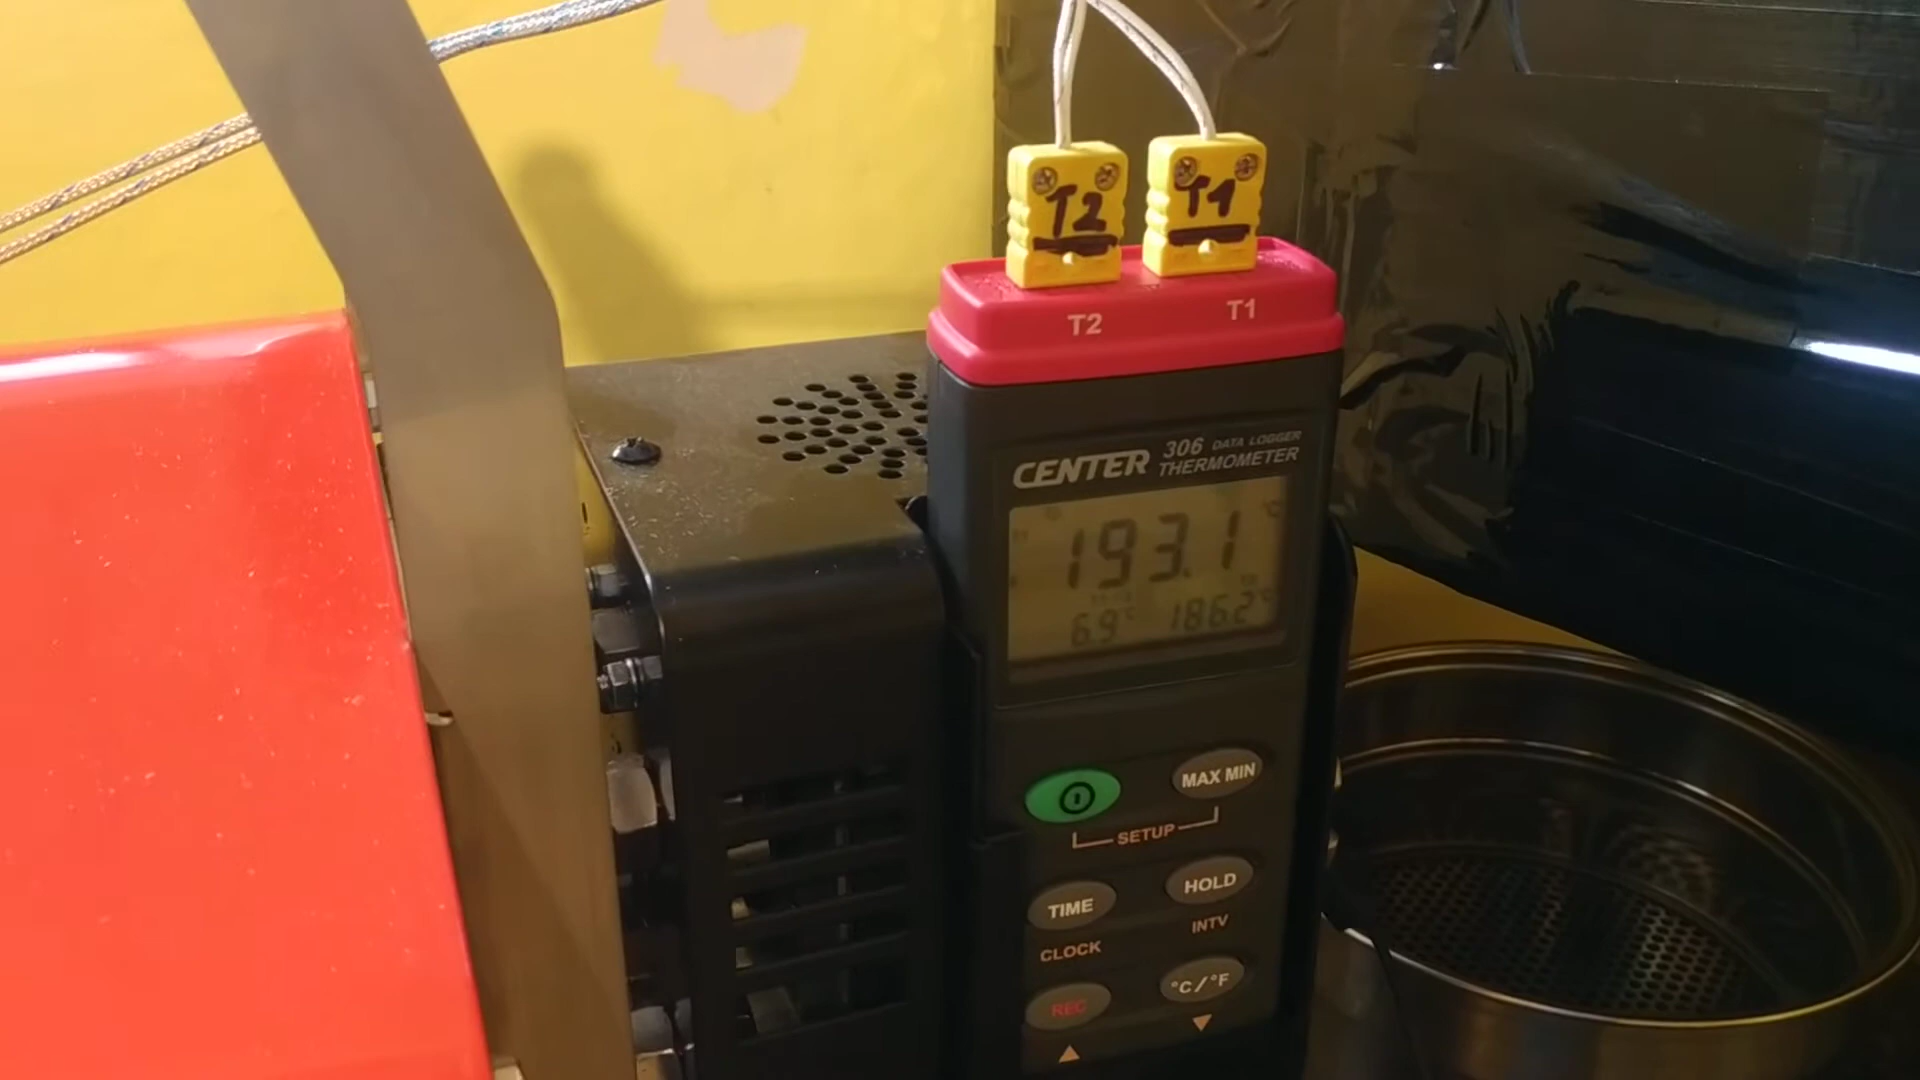 T2 T1
T2 T1
CENTER 306 DATA LOGGER
THERMOMETER
193.1 °C
6.9 °C 186.2 °C
MAX MIN
SETUP
TIME HOLD
CLOCK INTV
REC °C/°F